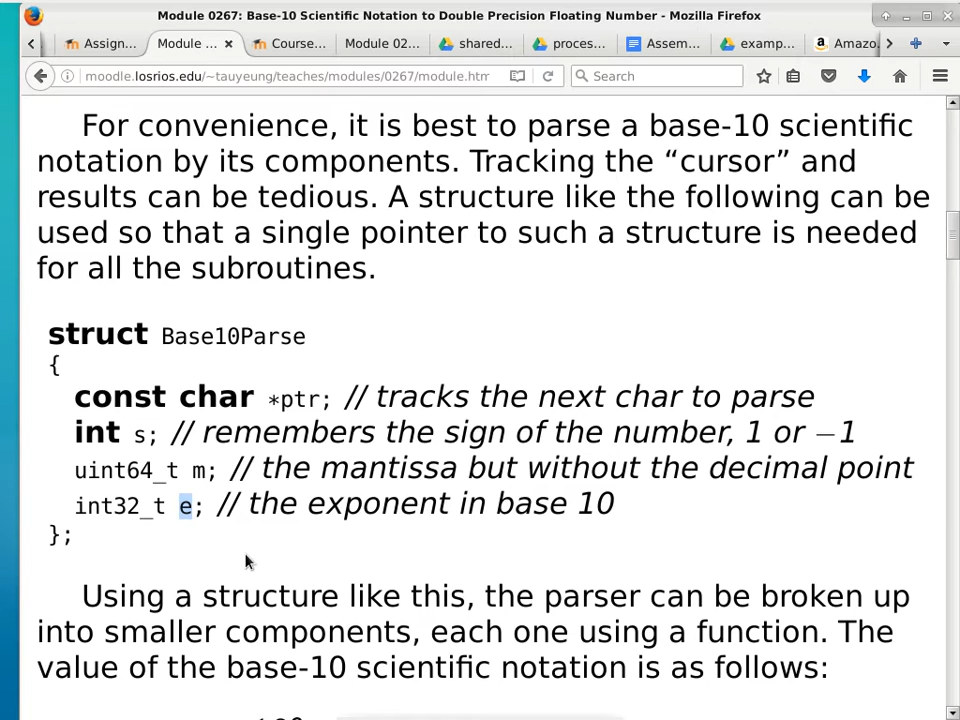 Module 0267: Base-10 Scientific Notation to Double Precision Floating Number - Mozilla Firefox
Assign... Module ... Course... Module 02... shared... proces... Assem... examp... Amazo.
moodle.losrios.edu/~tauyeung/teaches/modules/0267/module.htm Search
For convenience, it is best to parse a base-10 scientific
notation by its components. Tracking the “cursor” and
results can be tedious. A structure like the following can be
used so that a single pointer to such a structure is needed
for all the subroutines.
struct Base10Parse
{
const char *ptr; // tracks the next char to parse
int s; // remembers the sign of the number, 1 or −1
uint64_t m; // the mantissa but without the decimal point
int32_t e; // the exponent in base 10
};
Using a structure like this, the parser can be broken up
into smaller components, each one using a function. The
value of the base-10 scientific notation is as follows: